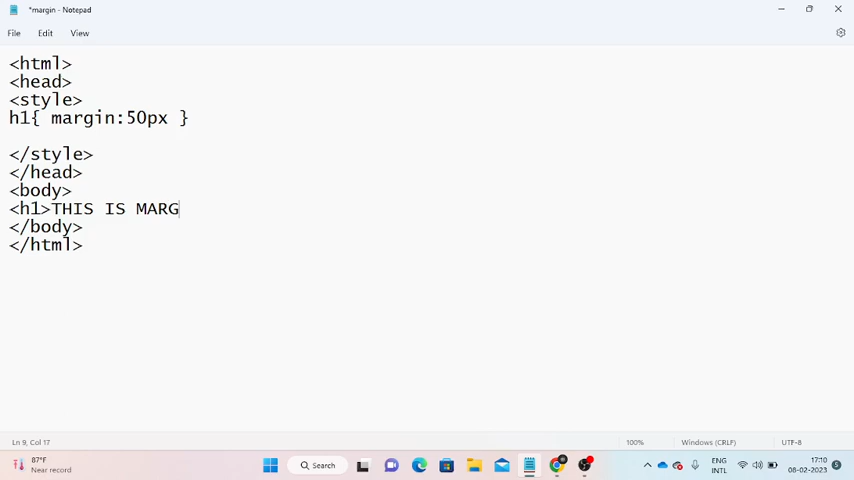 *margin - Notepad
File Edit View
<html>
<head>
<style>
h1{ margin:50px }
</style>
</head>
<body>
<h1>THIS IS MARG
</body>
</html>
Ln 9, Col 17 100% Windows (CRLF) UTF-8
87°F
Near record
Search
ENG
INTL
17:10
08-02-2023
5